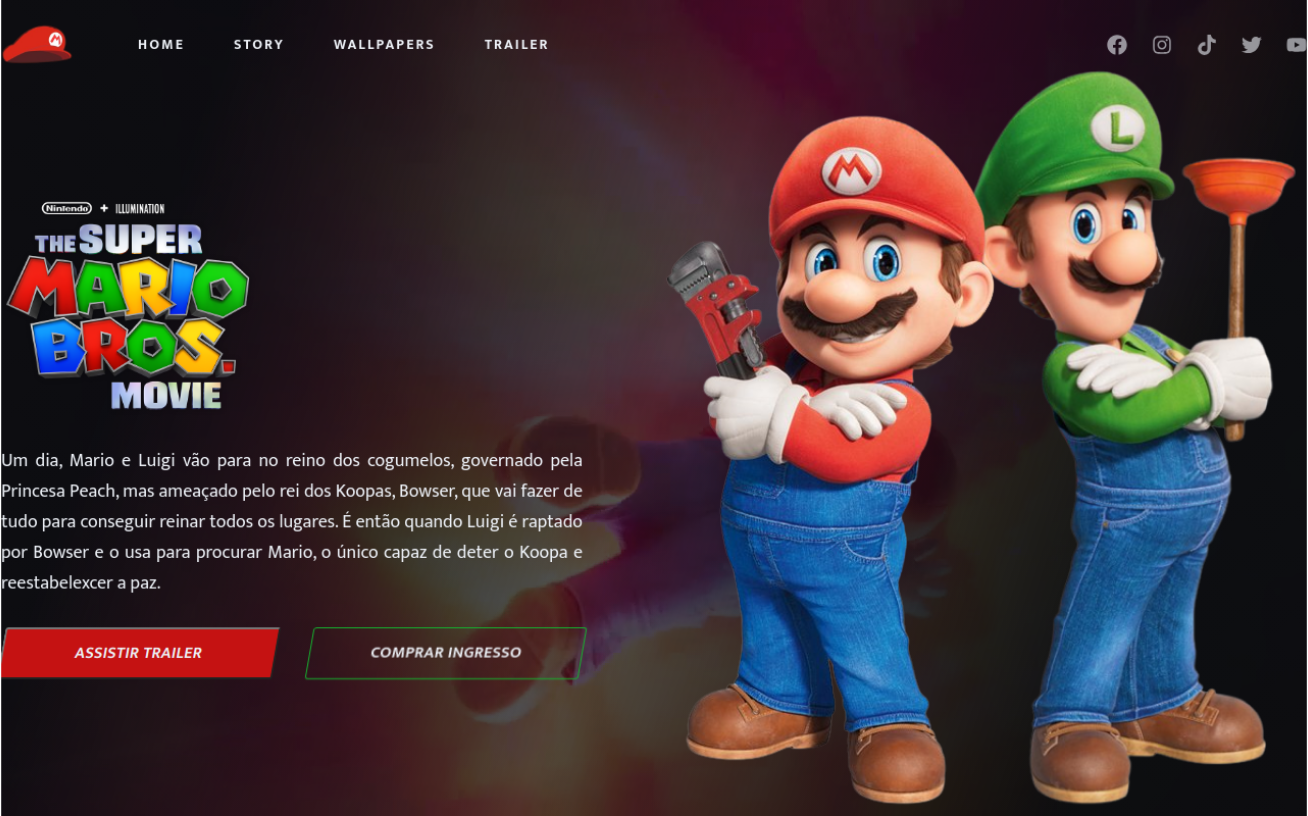 M
HOME STORY WALLPAPERS TRAILER
L
M
Nintendo + ILLUMINATION
THE SUPER
MARIO
BROS.
MOVIE
Um dia, Mario e Luigi vão para no reino dos cogumelos, governado pela
Princesa Peach, mas ameaçado pelo rei dos Koopas, Bowser, que vai fazer de
tudo para conseguir reinar todos os lugares. É então quando Luigi é raptado
por Bowser e o usa para procurar Mario, o único capaz de deter o Koopa e
reestabelexcer a paz.
ASSISTIR TRAILER COMPRAR INGRESSO